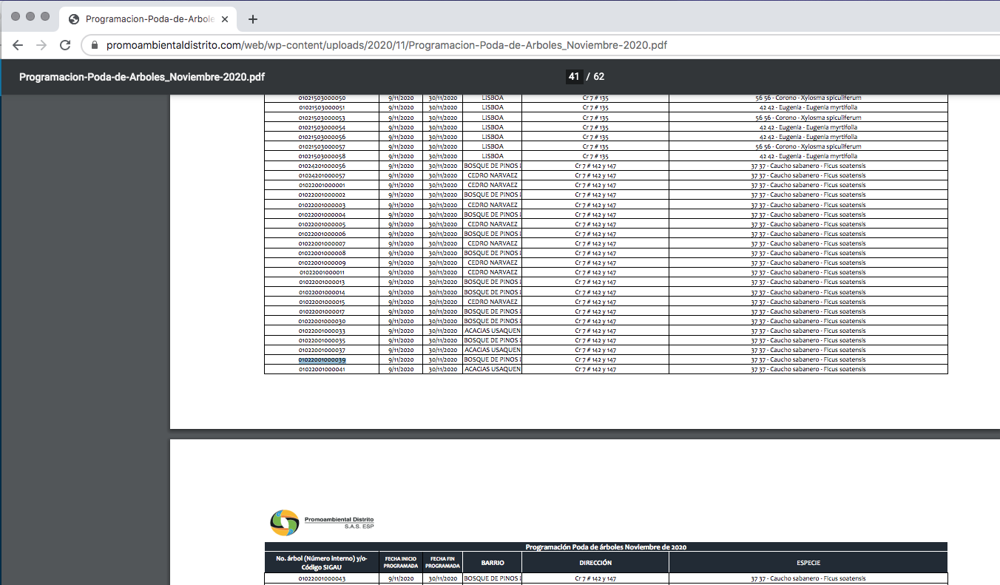 Programacion-Poda-de-Arbole
promoambientaldistrito.com/web/wp-content/uploads/2020/11/Programacion-Poda-de-Arboles_Noviembre-2020.pdf
Programacion-Poda-de-Arboles_Noviembre-2020.pdf 41 / 62
01021503000050 9/11/2020 30/11/2020 LISBOA Cr 7 # 135 56 56 - Corono - Xylosma spiculiferum
01021503000051 9/11/2020 30/11/2020 LISBOA Cr 7 # 135 42 42 - Eugenia - Eugenia myrtifolia
01021503000053 9/11/2020 30/11/2020 LISBOA Cr 7 # 135 56 56 - Corono - Xylosma spiculiferum
01021503000054 9/11/2020 30/11/2020 LISBOA Cr 7 # 135 42 42 - Eugenia - Eugenia myrtifolia
01021503000056 9/11/2020 30/11/2020 LISBOA Cr 7 # 135 42 42 - Eugenia - Eugenia myrtifolia
01021503000057 9/11/2020 30/11/2020 LISBOA Cr 7 # 135 56 56 - Corono - Xylosma spiculiferum
01021503000058 9/11/2020 30/11/2020 LISBOA Cr 7 # 135 42 42 - Eugenia - Eugenia myrtifolia
01024201000056 9/11/2020 30/11/2020 BOSQUE DE PINOS I Cr 7 # 142 y 147 37 37 - Caucho sabanero - Ficus soatensis
01024201000057 9/11/2020 30/11/2020 CEDRO NARVAEZ Cr 7 # 142 y 147 37 37 - Caucho sabanero - Ficus soatensis
01022001000001 9/11/2020 30/11/2020 CEDRO NARVAEZ Cr 7 # 142 y 147 37 37 - Caucho sabanero - Ficus soatensis
01022001000002 9/11/2020 30/11/2020 BOSQUE DE PINOS I Cr 7 # 142 y 147 37 37 - Caucho sabanero - Ficus soatensis
01022001000003 9/11/2020 30/11/2020 CEDRO NARVAEZ Cr 7 # 142 y 147 37 37 - Caucho sabanero - Ficus soatensis
01022001000004 9/11/2020 30/11/2020 BOSQUE DE PINOS I Cr 7 # 142 y 147 37 37 - Caucho sabanero - Ficus soatensis
01022001000005 9/11/2020 30/11/2020 CEDRO NARVAEZ Cr 7 # 142 y 147 37 37 - Caucho sabanero - Ficus soatensis
01022001000006 9/11/2020 30/11/2020 BOSQUE DE PINOS I Cr 7 # 142 y 147 37 37 - Caucho sabanero - Ficus soatensis
01022001000007 9/11/2020 30/11/2020 CEDRO NARVAEZ Cr 7 # 142 y 147 37 37 - Caucho sabanero - Ficus soatensis
01022001000008 9/11/2020 30/11/2020 BOSQUE DE PINOS I Cr 7 # 142 y 147 37 37 - Caucho sabanero - Ficus soatensis
01022001000009 9/11/2020 30/11/2020 CEDRO NARVAEZ Cr 7 # 142 y 147 37 37 - Caucho sabanero - Ficus soatensis
01022001000011 9/11/2020 30/11/2020 CEDRO NARVAEZ Cr 7 # 142 y 147 37 37 - Caucho sabanero - Ficus soatensis
01022001000013 9/11/2020 30/11/2020 BOSQUE DE PINOS I Cr 7 # 142 y 147 37 37 - Caucho sabanero - Ficus soatensis
01022001000014 9/11/2020 30/11/2020 BOSQUE DE PINOS I Cr 7 # 142 y 147 37 37 - Caucho sabanero - Ficus soatensis
01022001000015 9/11/2020 30/11/2020 CEDRO NARVAEZ Cr 7 # 142 y 147 37 37 - Caucho sabanero - Ficus soatensis
01022001000017 9/11/2020 30/11/2020 BOSQUE DE PINOS I Cr 7 # 142 y 147 37 37 - Caucho sabanero - Ficus soatensis
01022001000030 9/11/2020 30/11/2020 BOSQUE DE PINOS I Cr 7 # 142 y 147 37 37 - Caucho sabanero - Ficus soatensis
01022001000033 9/11/2020 30/11/2020 ACACIAS USAQUEN Cr 7 # 142 y 147 37 37 - Caucho sabanero - Ficus soatensis
01022001000035 9/11/2020 30/11/2020 BOSQUE DE PINOS I Cr 7 # 142 y 147 37 37 - Caucho sabanero - Ficus soatensis
01022001000037 9/11/2020 30/11/2020 ACACIAS USAQUEN Cr 7 # 142 y 147 37 37 - Caucho sabanero - Ficus soatensis
01022001000039 9/11/2020 30/11/2020 BOSQUE DE PINOS I Cr 7 # 142 y 147 37 37 - Caucho sabanero - Ficus soatensis
01022001000041 9/11/2020 30/11/2020 ACACIAS USAQUEN Cr 7 # 142 y 147 37 37 - Caucho sabanero - Ficus soatensis
Promoambiental Distrito
S.A.S. ESP
Programación Poda de árboles Noviembre de 2020
No. árbol (Número interno) y/o- Código SIGAU FECHA INICIO PROGRAMADA FECHA FIN PROGRAMADA BARRIO DIRECCIÓN ESPECIE
01022001000043 9/11/2020 30/11/2020 BOSQUE DE PINOS I Cr 7 # 142 y 147 37 37 - Caucho sabanero - Ficus soatensis